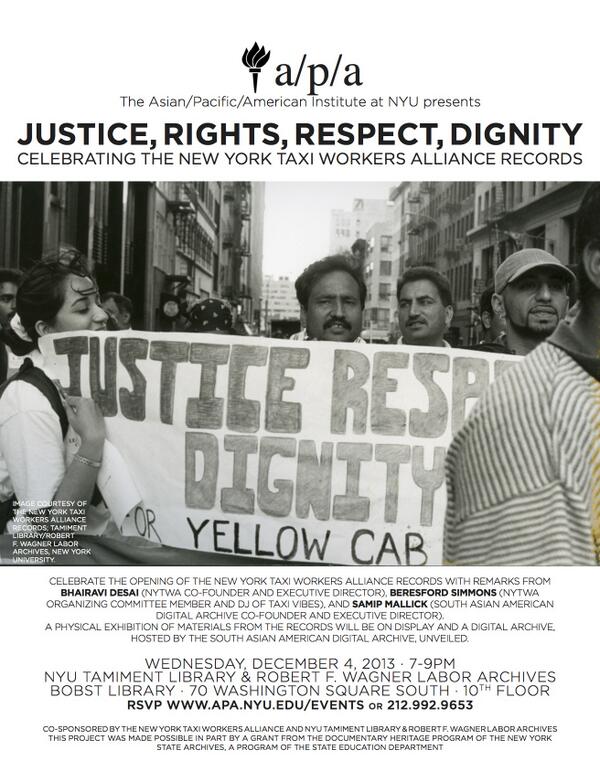 a/p/a
The Asian/Pacific/American Institute at NYU presents
JUSTICE, RIGHTS, RESPECT, DIGNITY
CELEBRATING THE NEW YORK TAXI WORKERS ALLIANCE RECORDS
JUSTICE RESP
DIGNITY
OR YELLOW CAB
IMAGE COURTESY OF
THE NEW YORK TAXI
WORKERS ALLIANCE
RECORDS; TAMIMENT
LIBRARY/ROBERT
F. WAGNER LABOR
ARCHIVES, NEW YORK
UNIVERSITY.
CELEBRATE THE OPENING OF THE NEW YORK TAXI WORKERS ALLIANCE RECORDS WITH REMARKS FROM
BHAIRAVI DESAI (NYTWA CO-FOUNDER AND EXECUTIVE DIRECTOR), BERESFORD SIMMONS (NYTWA
ORGANIZING COMMITTEE MEMBER AND DJ OF TAXI VIBES), AND SAMIP MALLICK (SOUTH ASIAN AMERICAN
DIGITAL ARCHIVE CO-FOUNDER AND EXECUTIVE DIRECTOR).
A PHYSICAL EXHIBITION OF MATERIALS FROM THE RECORDS WILL BE ON DISPLAY AND A DIGITAL ARCHIVE,
HOSTED BY THE SOUTH ASIAN AMERICAN DIGITAL ARCHIVE, UNVEILED.
WEDNESDAY, DECEMBER 4, 2013 · 7-9PM
NYU TAMIMENT LIBRARY & ROBERT F. WAGNER LABOR ARCHIVES
BOBST LIBRARY · 70 WASHINGTON SQUARE SOUTH · 10TH FLOOR
RSVP WWW.APA.NYU.EDU/EVENTS OR 212.992.9653
CO-SPONSORED BY THE NEW YORK TAXI WORKERS ALLIANCE AND NYU TAMIMENT LIBRARY & ROBERT F. WAGNER LABOR ARCHIVES
THIS PROJECT WAS MADE POSSIBLE IN PART BY A GRANT FROM THE DOCUMENTARY HERITAGE PROGRAM OF THE NEW YORK
STATE ARCHIVES, A PROGRAM OF THE STATE EDUCATION DEPARTMENT